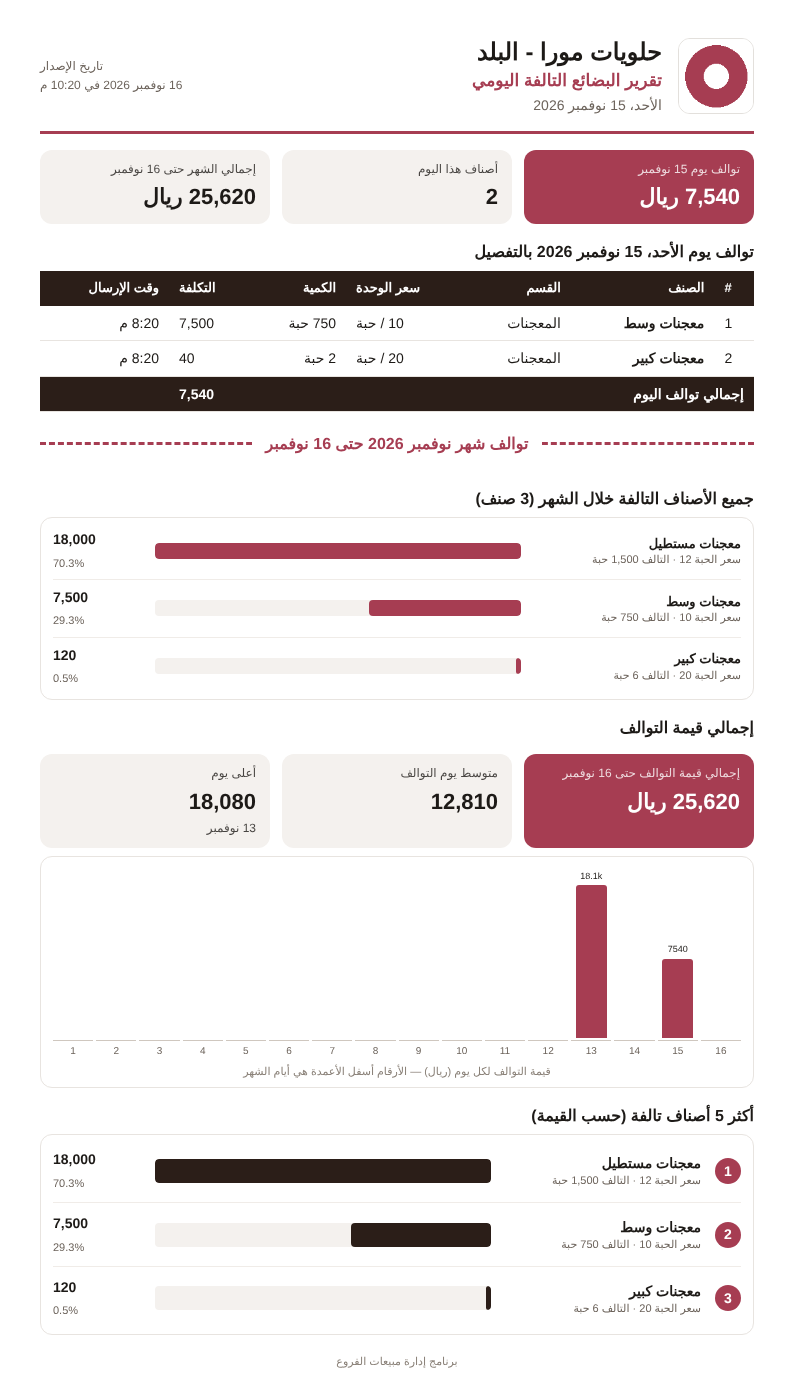 حلويات مورا - البلد
تقرير البضائع التالفة اليومي
الأحد، 15 نوفمبر 2026
تاريخ الإصدار
16 نوفمبر 2026 في 10:20 م
توالف يوم 15 نوفمبر
7,540 ريال
أصناف هذا اليوم
2
إجمالي الشهر حتى 16 نوفمبر
25,620 ريال
توالف يوم الأحد، 15 نوفمبر 2026 بالتفصيل
# الصنف القسم سعر الوحدة الكمية التكلفة وقت الإرسال
1 معجنات وسط المعجنات 10 / حبة 750 حبة 7,500 8:20 م
2 معجنات كبير المعجنات 20 / حبة 2 حبة 40 8:20 م
إجمالي توالف اليوم 7,540
توالف شهر نوفمبر 2026 حتى 16 نوفمبر
جميع الأصناف التالفة خلال الشهر (3 صنف)
معجنات مستطيل 18,000
سعر الحبة 12 · التالف 1,500 حبة 70.3%
معجنات وسط 7,500
سعر الحبة 10 · التالف 750 حبة 29.3%
معجنات كبير 120
سعر الحبة 20 · التالف 6 حبة 0.5%
إجمالي قيمة التوالف
إجمالي قيمة التوالف حتى 16 نوفمبر
25,620 ريال
متوسط يوم التوالف
12,810
أعلى يوم
18,080
13 نوفمبر
18.1k
7540
1 2 3 4 5 6 7 8 9 10 11 12 13 14 15 16
قيمة التوالف لكل يوم (ريال) — الأرقام أسفل الأعمدة هي أيام الشهر
أكثر 5 أصناف تالفة (حسب القيمة)
1 معجنات مستطيل 18,000
سعر الحبة 12 · التالف 1,500 حبة 70.3%
2 معجنات وسط 7,500
سعر الحبة 10 · التالف 750 حبة 29.3%
3 معجنات كبير 120
سعر الحبة 20 · التالف 6 حبة 0.5%
برنامج إدارة مبيعات الفروع